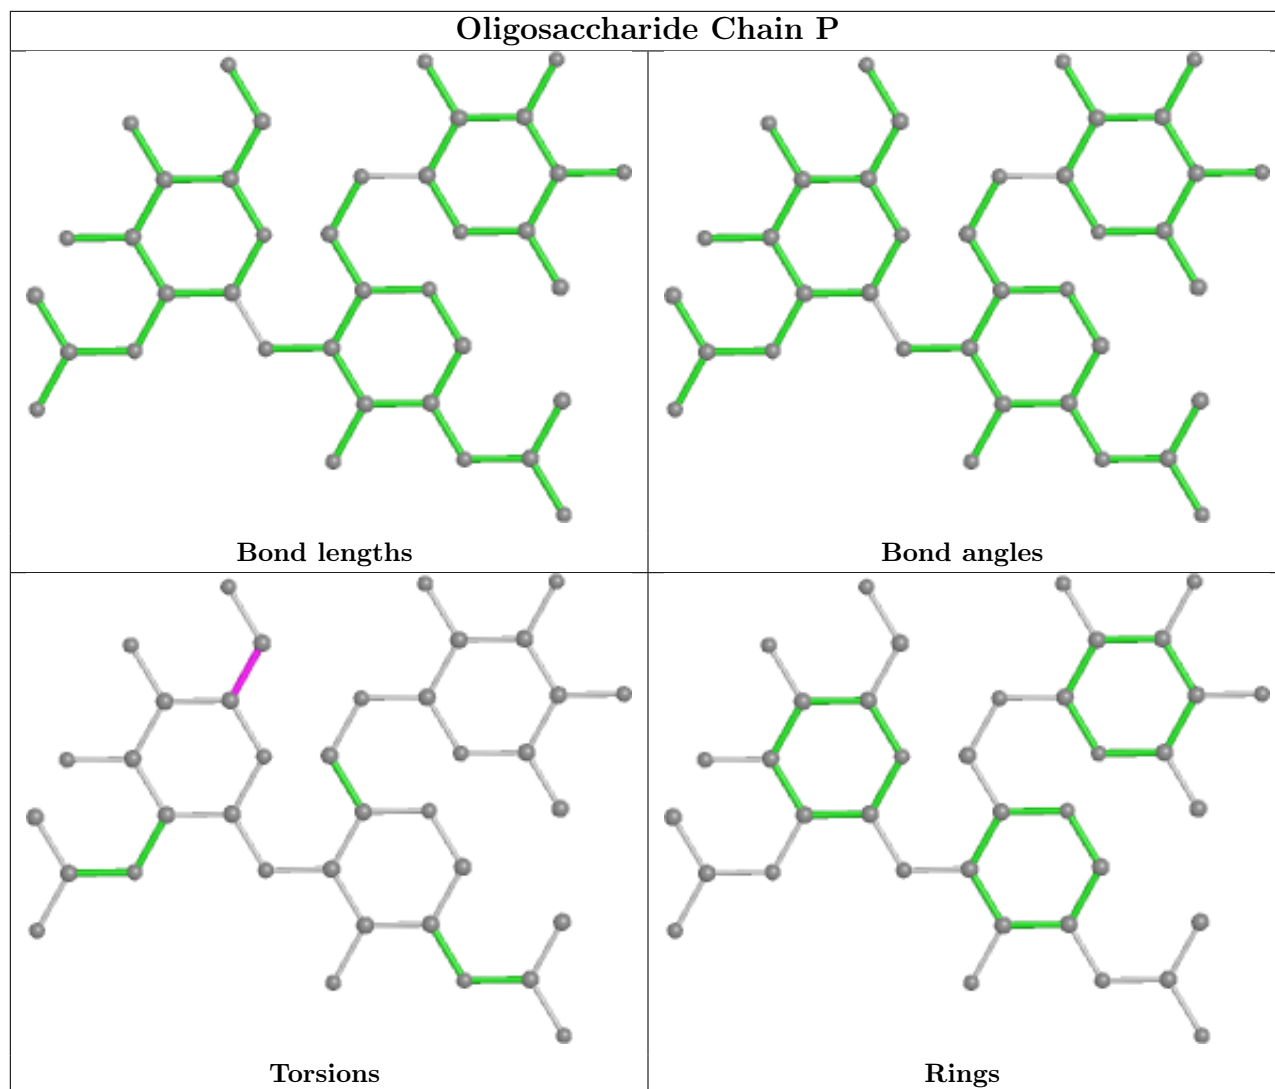 Oligosaccharide Chain P
Bond lengths
Bond angles
Torsions
Rings